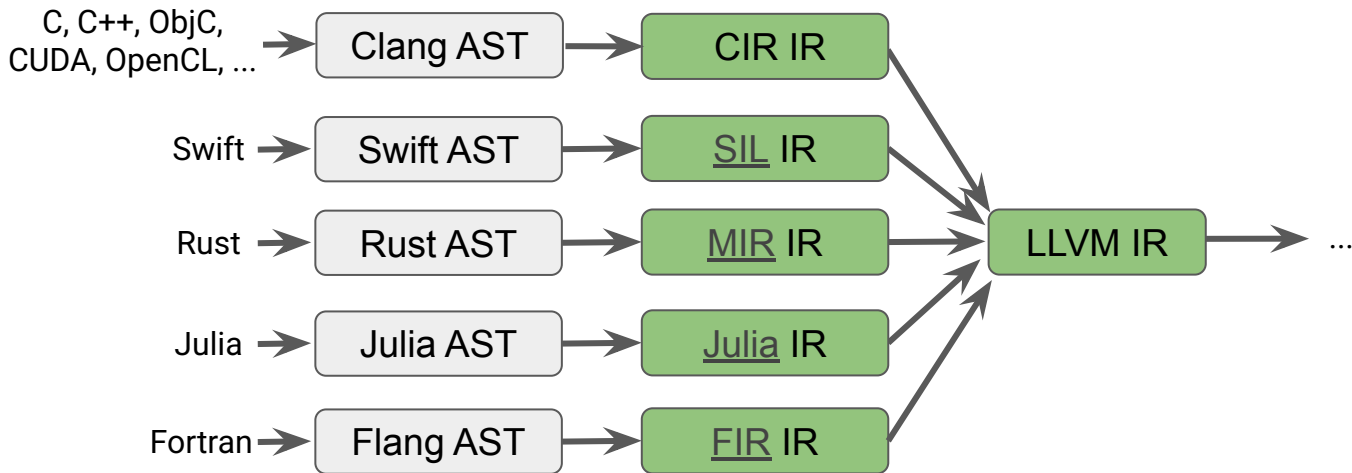 C, C++, ObjC,
CUDA, OpenCL, ...
Clang AST
CIR IR
Swift
Swift AST
SIL IR
Rust
Rust AST
MIR IR
LLVM IR
...
Julia
Julia AST
Julia IR
Fortran
Flang AST
FIR IR